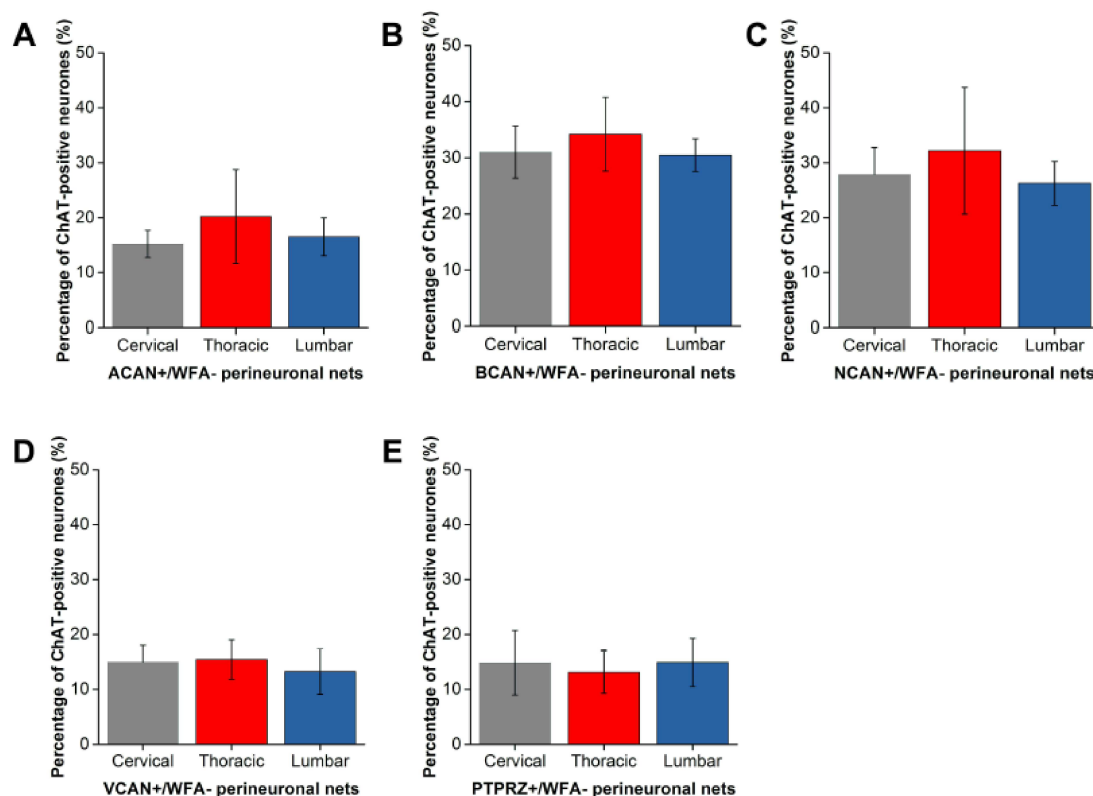 A
Percentage of ChAT-positive neurones (%)
50
40
30
20
10
0
Cervical Thoracic Lumbar
ACAN+/WFA- perineuronal nets
B
Percentage of ChAT-positive neurones (%)
50
40
30
20
10
0
Cervical Thoracic Lumbar
BCAN+/WFA- perineuronal nets
C
Percentage of ChAT-positive neurones (%)
50
40
30
20
10
0
Cervical Thoracic Lumbar
NCAN+/WFA- perineuronal nets
D
Percentage of ChAT-positive neurones (%)
50
40
30
20
10
0
Cervical Thoracic Lumbar
VCAN+/WFA- perineuronal nets
E
Percentage of ChAT-positive neurones (%)
50
40
30
20
10
0
Cervical Thoracic Lumbar
PTPRZ+/WFA- perineuronal nets